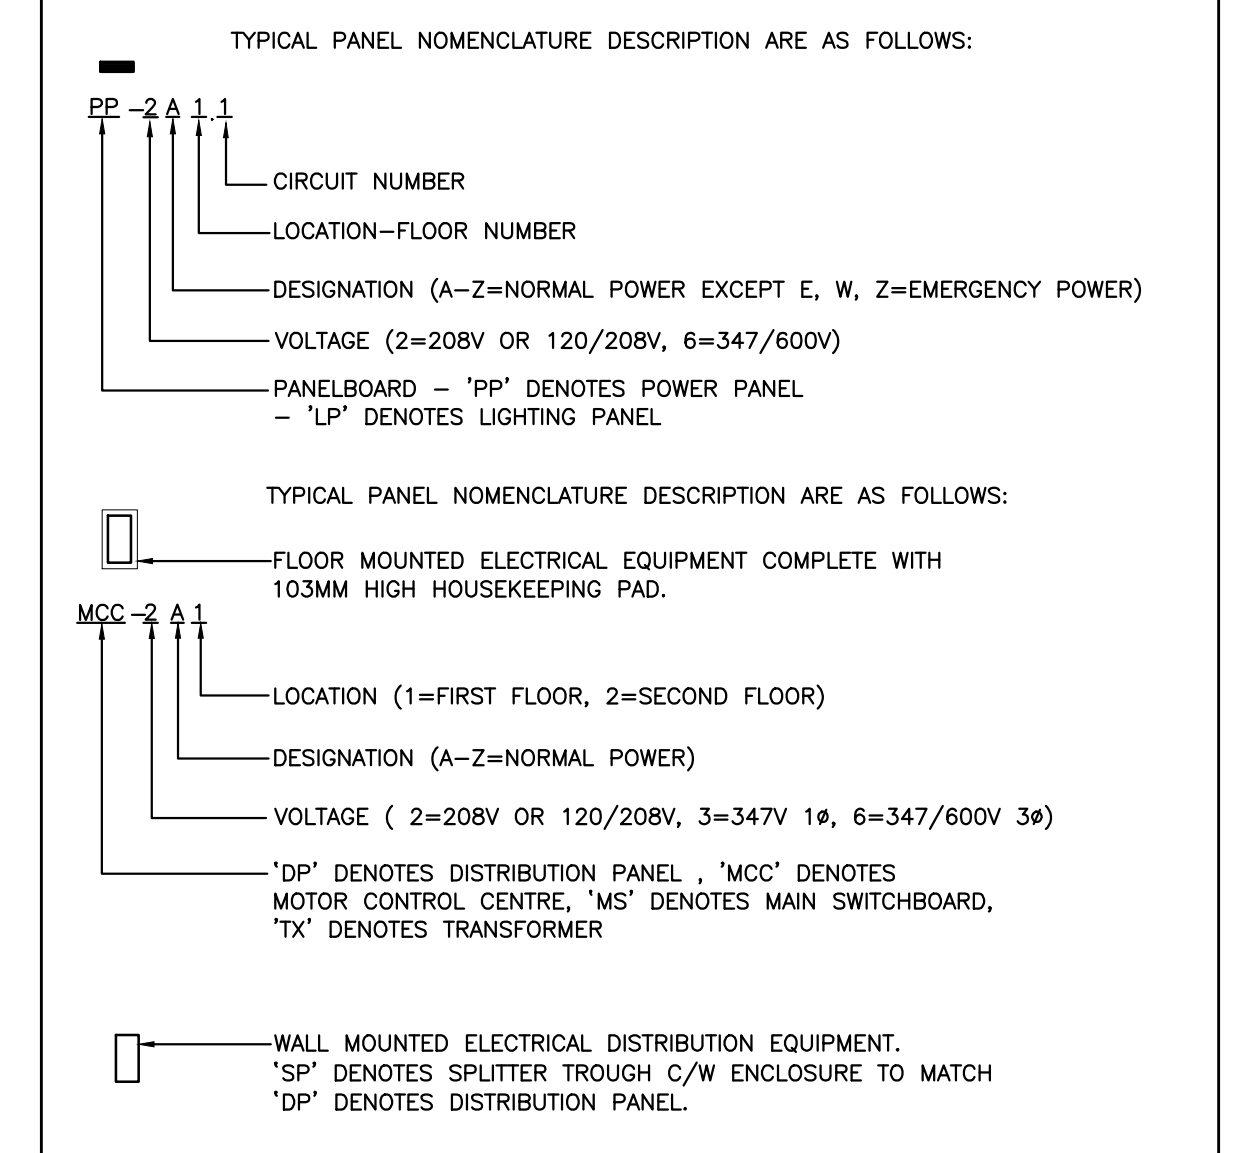 TYPICAL PANEL NOMENCLATURE DESCRIPTION ARE AS FOLLOWS:
PP -2 A 1.1
CIRCUIT NUMBER
LOCATION-FLOOR NUMBER
DESIGNATION (A-Z=NORMAL POWER EXCEPT E, W, Z=EMERGENCY POWER)
VOLTAGE (2=208V OR 120/208V, 6=347/600V)
PANELBOARD - 'PP' DENOTES POWER PANEL
- 'LP' DENOTES LIGHTING PANEL
TYPICAL PANEL NOMENCLATURE DESCRIPTION ARE AS FOLLOWS:
FLOOR MOUNTED ELECTRICAL EQUIPMENT COMPLETE WITH
103MM HIGH HOUSEKEEPING PAD.
MCC -2 A 1
LOCATION (1=FIRST FLOOR, 2=SECOND FLOOR)
DESIGNATION (A-Z=NORMAL POWER)
VOLTAGE ( 2=208V OR 120/208V, 3=347V 1ø, 6=347/600V 3ø)
‘DP’ DENOTES DISTRIBUTION PANEL , 'MCC’ DENOTES
MOTOR CONTROL CENTRE, ‘MS’ DENOTES MAIN SWITCHBOARD,
'TX’ DENOTES TRANSFORMER
WALL MOUNTED ELECTRICAL DISTRIBUTION EQUIPMENT.
‘SP’ DENOTES SPLITTER TROUGH C/W ENCLOSURE TO MATCH
‘DP’ DENOTES DISTRIBUTION PANEL.